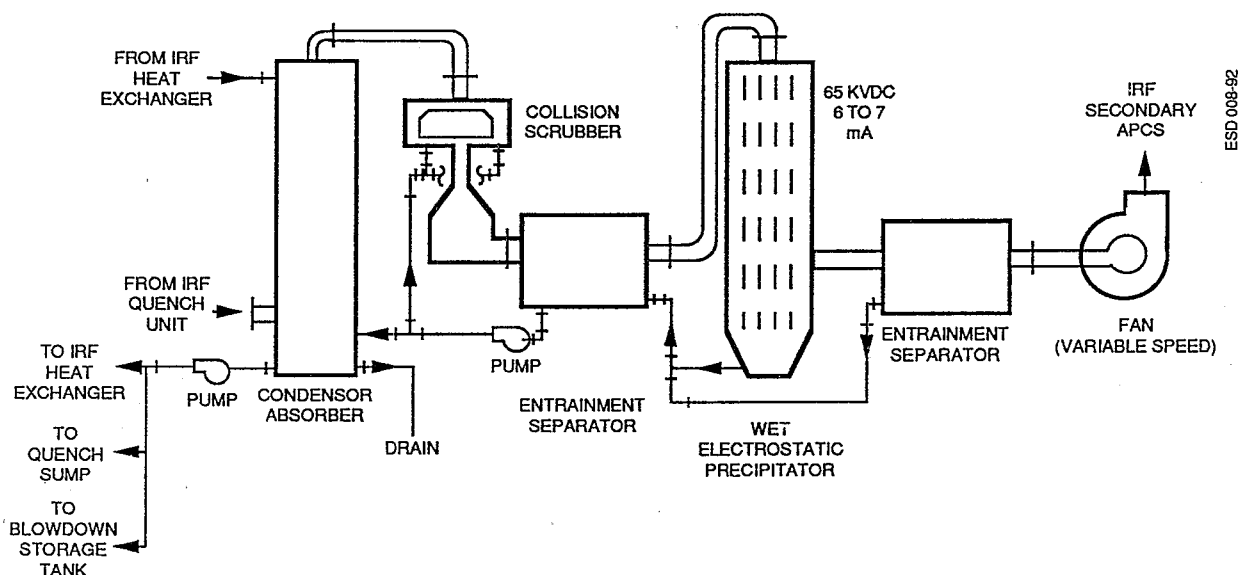 FROM IRF
HEAT
EXCHANGER
COLLISION
SCRUBBER
65 KVDC
6 TO 7
mA
IRF
SECONDARY
APCS
ESD 008-92
FROM IRF
QUENCH
UNIT
TO IRF
HEAT
EXCHANGER
PUMP
CONDENSOR
ABSORBER
DRAIN
TO
QUENCH
SUMP
TO
BLOWDOWN
STORAGE
TANK
PUMP
ENTRAINMENT
SEPARATOR
WET
ELECTROSTATIC
PRECIPITATOR
ENTRAINMENT
SEPARATOR
FAN
(VARIABLE SPEED)